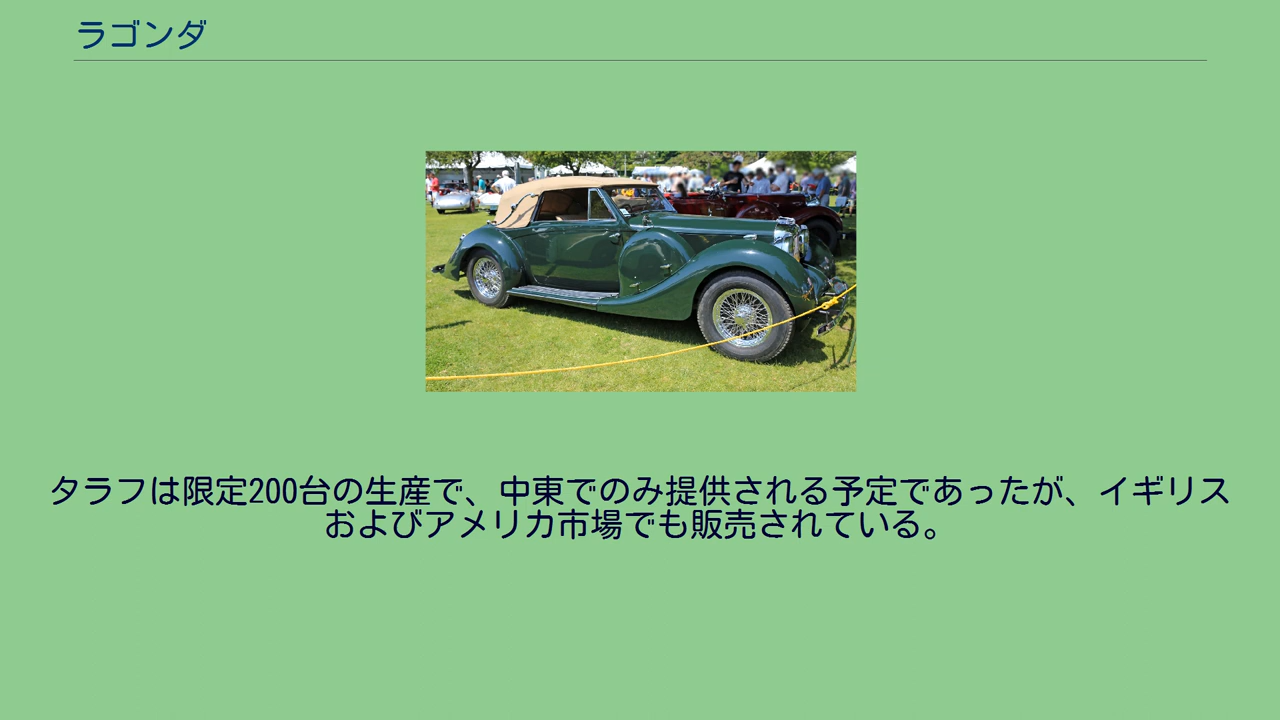 ラゴンダ
タラフは限定200台の生産で、中東でのみ提供される予定であったが、イギリス
およびアメリカ市場でも販売されている。